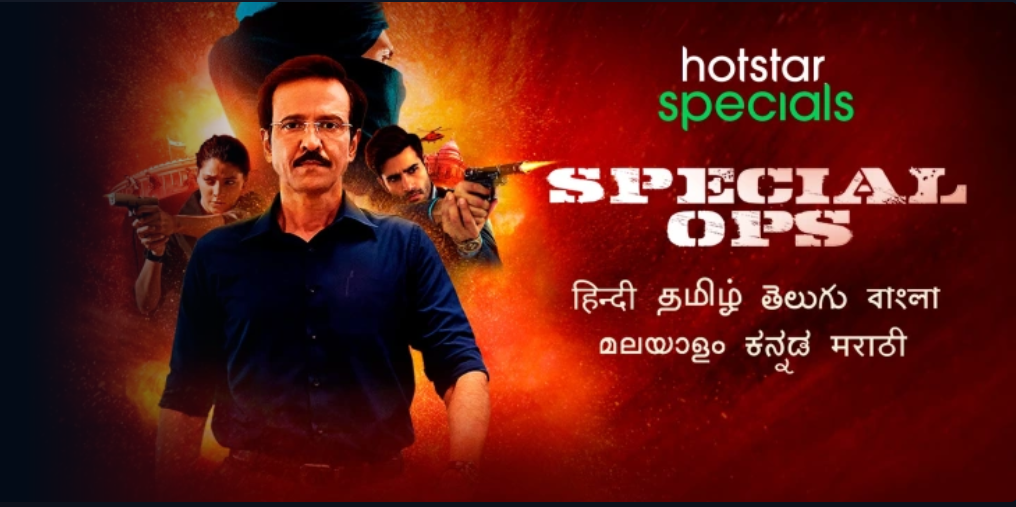 hotstar
specials
SPECIAL
OPS
हिन्दी தமிழ் తెలుగు বাংলা
മലയാളം ಕನ್ನಡ मराठी